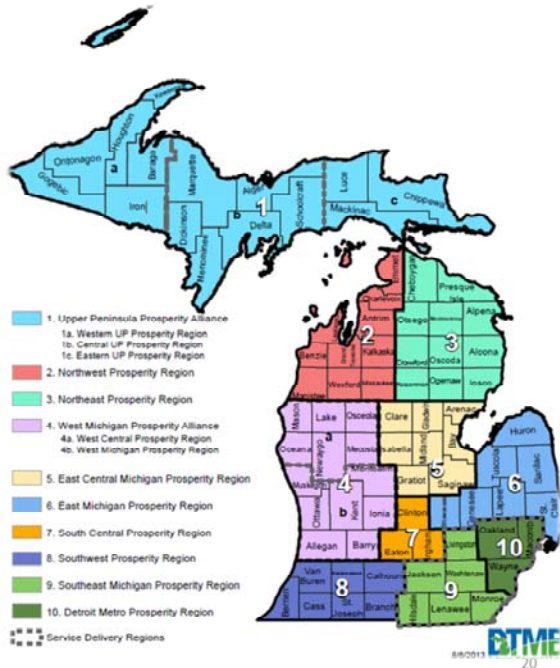 Keweenaw
Houghton
Ontonagon
a
Baraga
Gogebic
Iron
Marquette
Dickinson
Menominee
Alger
b
1
Delta
Schoolcraft
Luce
Mackinac
c
Chippewa
Emmet
Cheboygan
Presque
Isle
Charlevoix
Antrim
Otsego
Alpena
2
3
Benzie
Kalkaska
Crawford
Oscoda
Alcona
Manistee
Wexford
Missaukee
Roscommon
Ogemaw
Iosco
1. Upper Peninsula Prosperity Alliance
1a. Western UP Prosperity Region
1b. Central UP Prosperity Region
1c. Eastern UP Prosperity Region
2. Northwest Prosperity Region
3. Northeast Prosperity Region
4. West Michigan Prosperity Alliance
4a. West Central Prosperity Region
4b. West Michigan Prosperity Region
5. East Central Michigan Prosperity Region
6. East Michigan Prosperity Region
7. South Central Prosperity Region
8. Southwest Prosperity Region
9. Southeast Michigan Prosperity Region
10. Detroit Metro Prosperity Region
Service Delivery Regions
Mason
Lake
Osceola
Clare
Gladwin
Arenac
Oceana
a
Newaygo
Mecosta
Isabella
Midland
Bay
Huron
5
4
Gratiot
Saginaw
Tuscola
Sanilac
6
Ottawa
b
Kent
Ionia
Clinton
Genesee
Lapeer
St.
Clair
Allegan
Barry
Eaton
7
Ingham
Livingston
Oakland
Macomb
10
Van
Buren
Calhoun
Jackson
Washtenaw
Wayne
8
9
Berrien
Cass
St.
Joseph
Branch
Hillsdale
Lenawee
Monroe
8/6/2013
DTMB
20